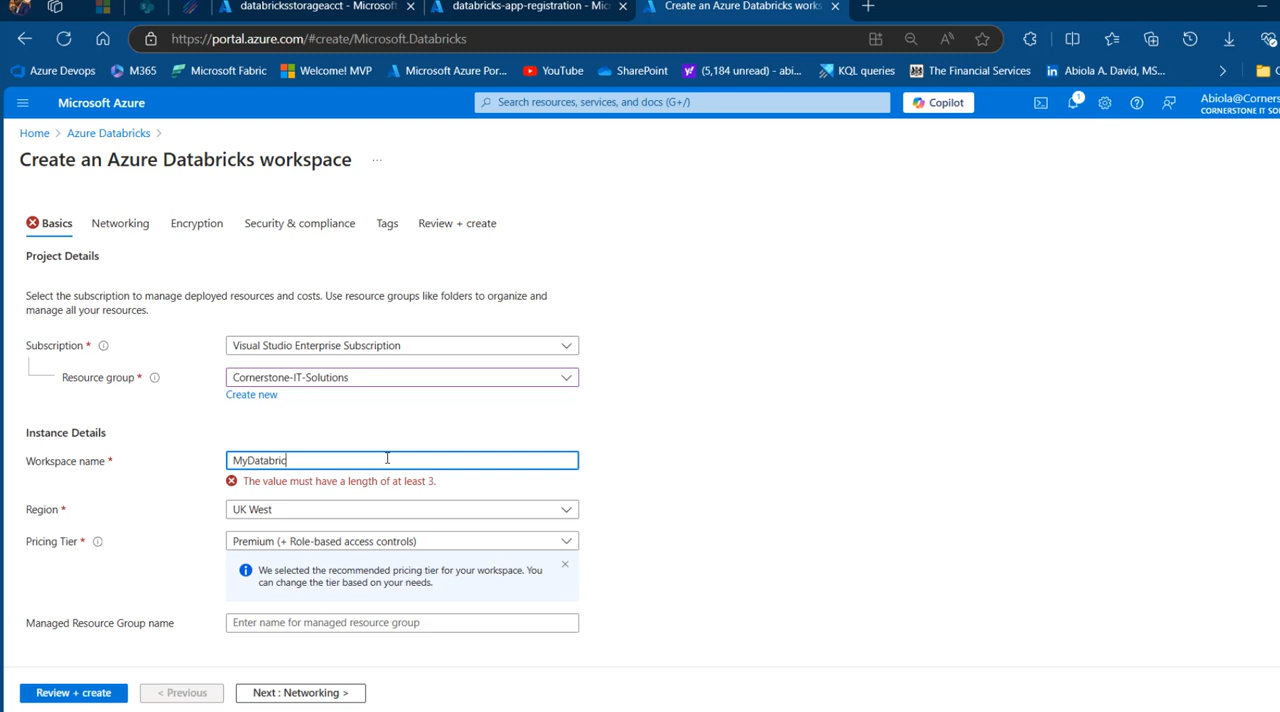 databricksstorageacct - Microsoft
databricks-app-registration - Mic
Create an Azure Databricks works
https://portal.azure.com/#create/Microsoft.Databricks
Azure Devops
M365
Microsoft Fabric
Welcome! MVP
Microsoft Azure Por...
YouTube
SharePoint
(5,184 unread) - abi...
KQL queries
The Financial Services
Abiola A. David, MS...
Microsoft Azure
Search resources, services, and docs (G+/)
Copilot
1
Abiola@Corners
CORNERSTONE IT SOL
Home > Azure Databricks >
Create an Azure Databricks workspace ...
Basics
Networking
Encryption
Security & compliance
Tags
Review + create
Project Details
Select the subscription to manage deployed resources and costs. Use resource groups like folders to organize and
manage all your resources.
Subscription *
Visual Studio Enterprise Subscription
Resource group *
Cornerstone-IT-Solutions
Create new
Instance Details
Workspace name *
MyDatabric
The value must have a length of at least 3.
Region *
UK West
Pricing Tier *
Premium (+ Role-based access controls)
We selected the recommended pricing tier for your workspace. You
can change the tier based on your needs.
Managed Resource Group name
Enter name for managed resource group
Review + create
< Previous
Next : Networking >